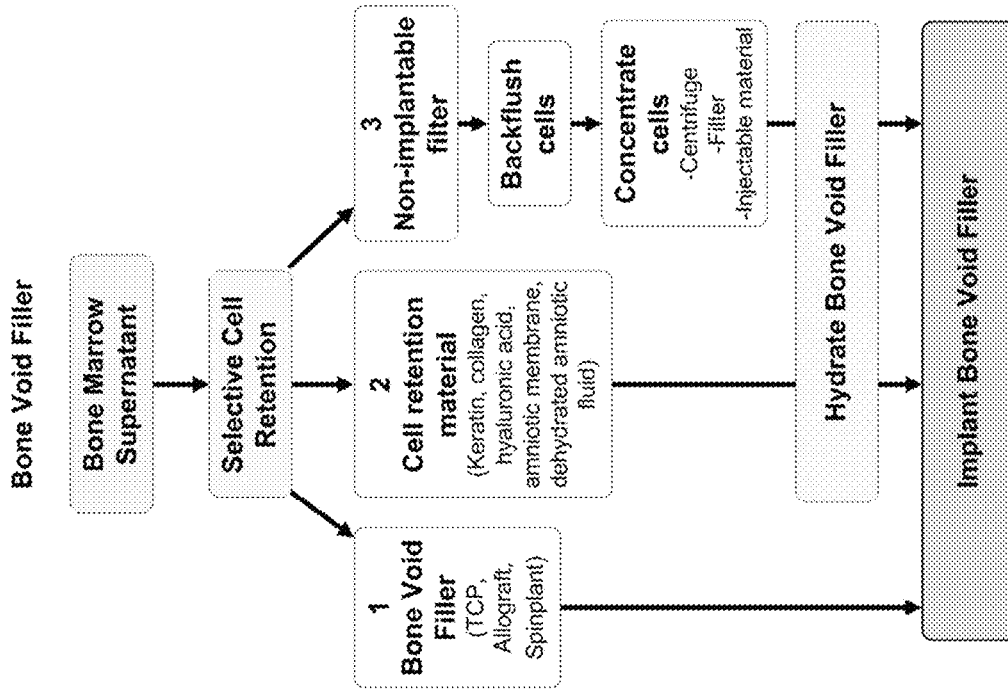 Bone Void Filler
Bone Marrow
Supernatant
Selective Cell
Retention
1
Bone Void
Filler
(TCP,
Allograft,
Spinplant)
2
Cell retention
material
(Keratin, collagen,
hyaluronic acid,
amniotic membrane,
dehydrated amniotic
fluid)
3
Non-implantable
filter
Backflush
cells
Concentrate
cells
-Centrifuge
-Filter
-Injectable material
Hydrate Bone Void Filler
Implant Bone Void Filler